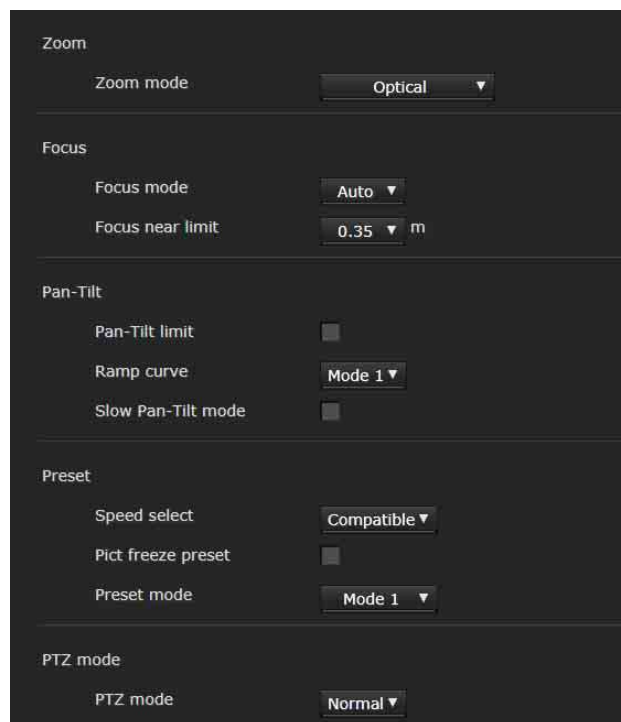 Zoom
Zoom mode Optical ▼
Focus
Focus mode Auto ▼
Focus near limit 0.35 ▼ m
Pan-Tilt
Pan-Tilt limit
Ramp curve Mode 1 ▼
Slow Pan-Tilt mode
Preset
Speed select Compatible ▼
Pict freeze preset
Preset mode Mode 1 ▼
PTZ mode
PTZ mode Normal ▼